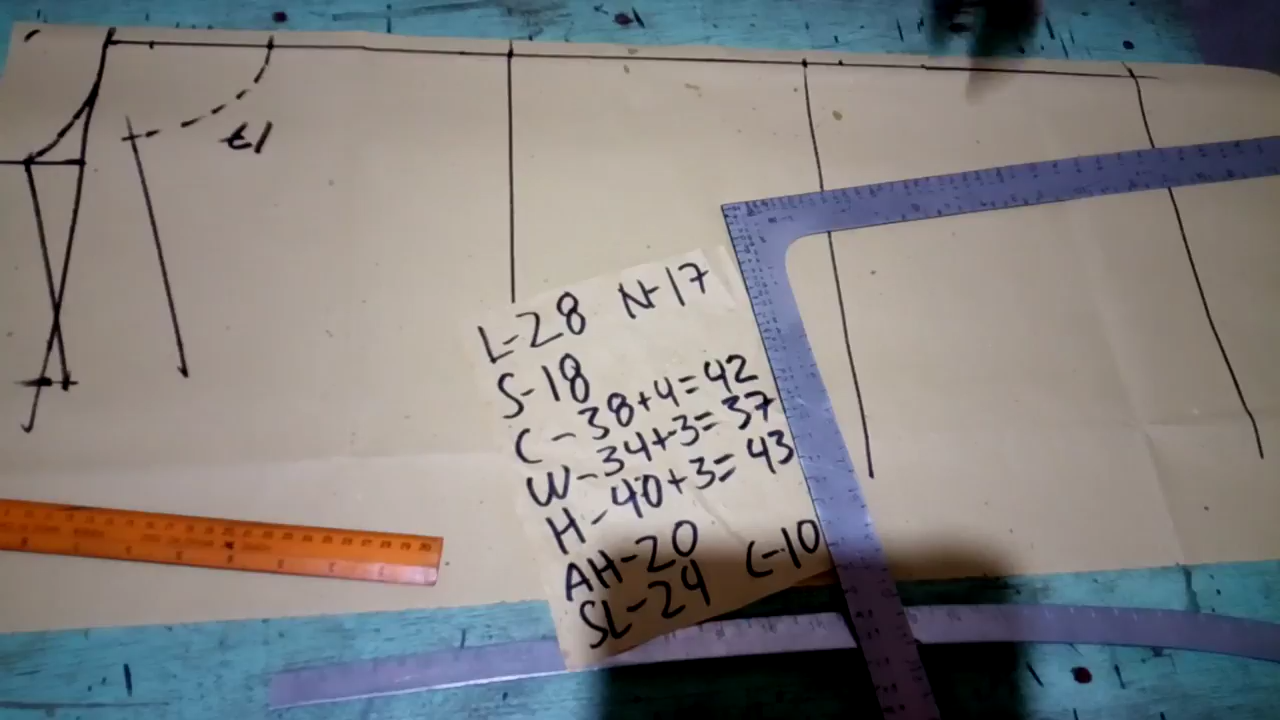 L-28 N-17
S-18
C-38+4=42
W-34+3=37
H-40+3=43
AH-20
SL-24 C-10